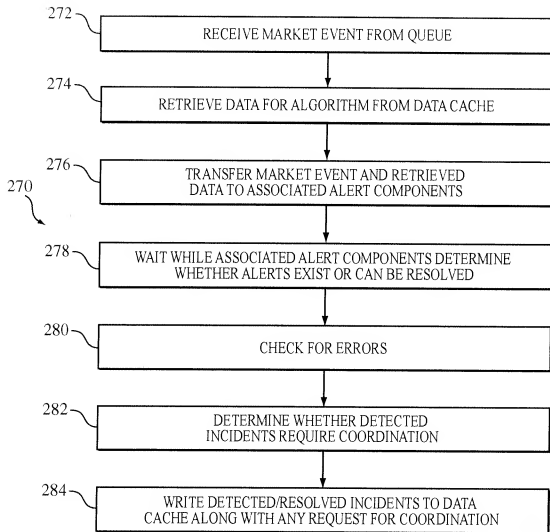 272
RECEIVE MARKET EVENT FROM QUEUE
274
RETRIEVE DATA FOR ALGORITHM FROM DATA CACHE
276
TRANSFER MARKET EVENT AND RETRIEVED
DATA TO ASSOCIATED ALERT COMPONENTS
270
278
WAIT WHILE ASSOCIATED ALERT COMPONENTS DETERMINE
WHETHER ALERTS EXIST OR CAN BE RESOLVED
280
CHECK FOR ERRORS
282
DETERMINE WHETHER DETECTED
INCIDENTS REQUIRE COORDINATION
284
WRITE DETECTED/RESOLVED INCIDENTS TO DATA
CACHE ALONG WITH ANY REQUEST FOR COORDINATION